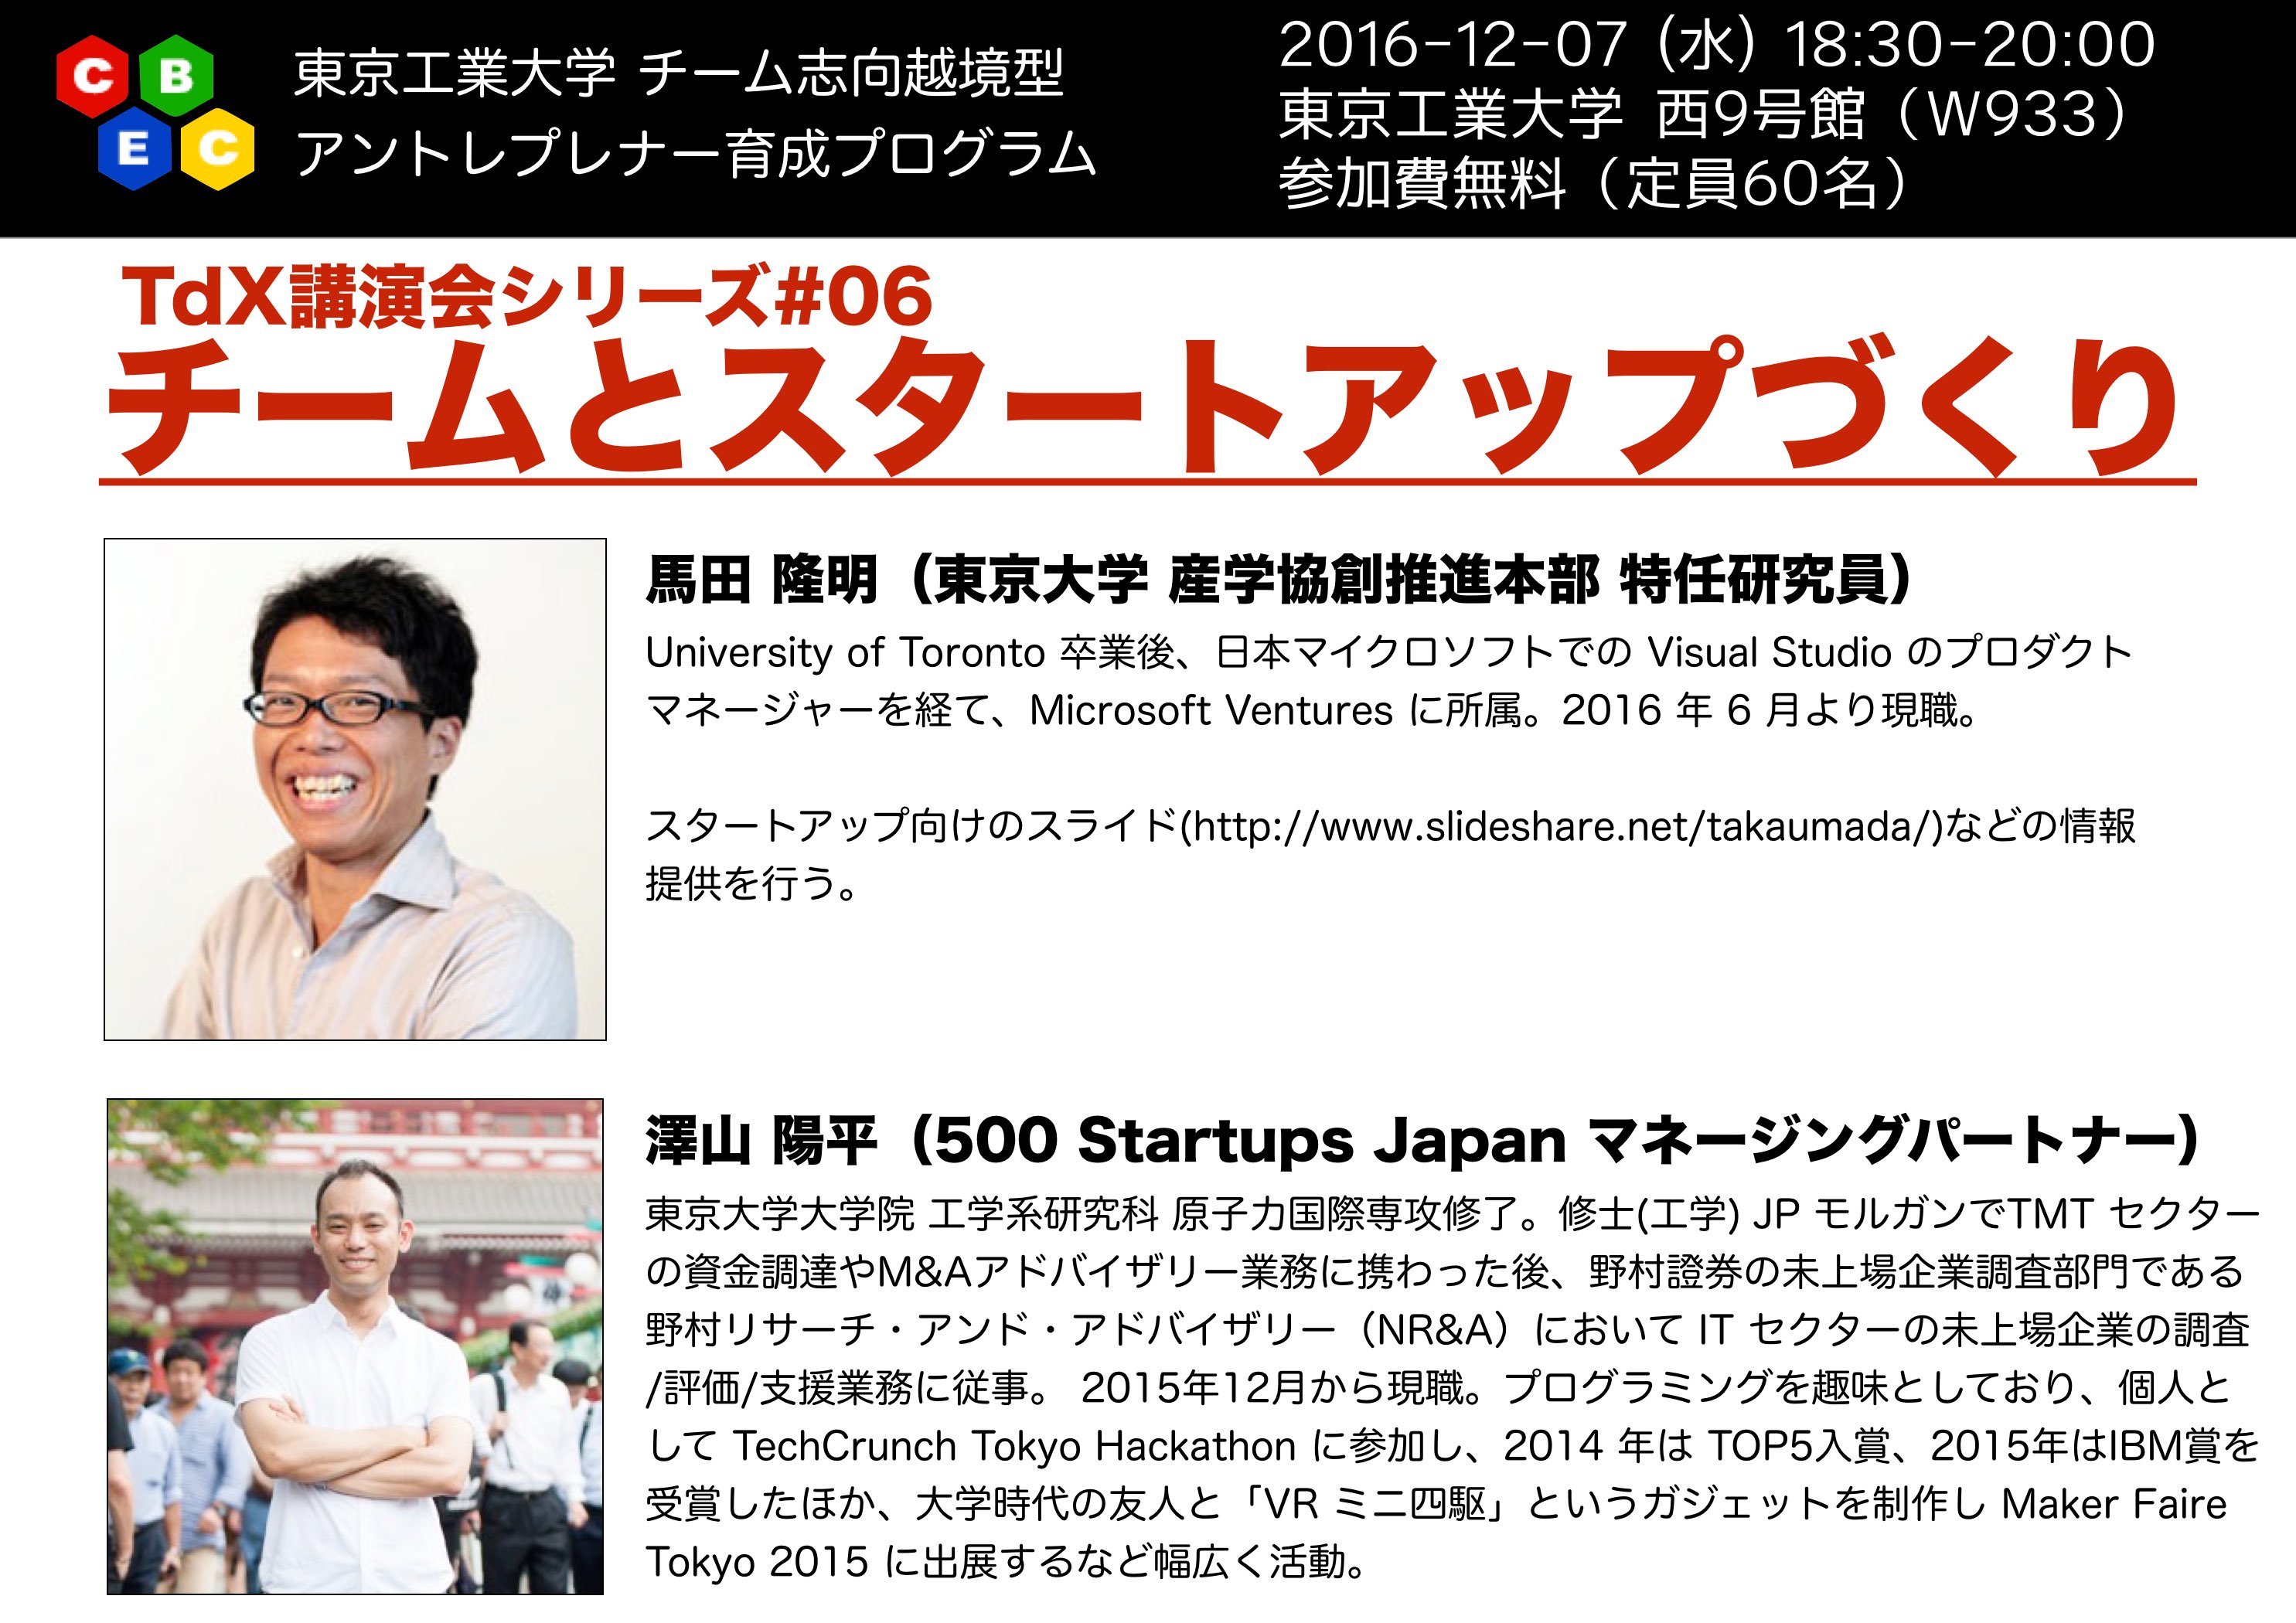 C B
E C
東京工業大学 チーム志向越境型
アントレプレナー育成プログラム
2016-12-07 (水) 18:30-20:00
東京工業大学 西9号館（W933）
参加費無料（定員60名）
TdX講演会シリーズ#06
チームとスタートアップづくり
馬田 隆明（東京大学 産学協創推進本部 特任研究員）
University of Toronto 卒業後、日本マイクロソフトでの Visual Studio のプロダクト
マネージャーを経て、Microsoft Ventures に所属。2016 年 6 月より現職。
スタートアップ向けのスライド(http://www.slideshare.net/takaumada/)などの情報
提供を行う。
澤山 陽平（500 Startups Japan マネージングパートナー）
東京大学大学院 工学系研究科 原子力国際専攻修了。修士(工学) JP モルガンでTMT セクター
の資金調達やM&Aアドバイザリー業務に携わった後、野村證券の未上場企業調査部門である
野村リサーチ・アンド・アドバイザリー（NR&A）において IT セクターの未上場企業の調査
/評価/支援業務に従事。 2015年12月から現職。プログラミングを趣味としており、個人と
して TechCrunch Tokyo Hackathon に参加し、2014 年は TOP5入賞、2015年はIBM賞を
受賞したほか、大学時代の友人と「VR ミニ四駆」というガジェットを制作し Maker Faire
Tokyo 2015 に出展するなど幅広く活動。